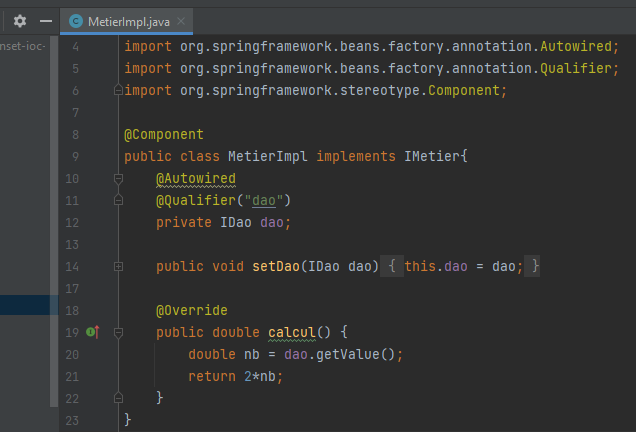 nset-ioc-
MetierImpl.java
4 import org.springframework.beans.factory.annotation.Autowired;
5 import org.springframework.beans.factory.annotation.Qualifier;
6 import org.springframework.stereotype.Component;
7
8 @Component
9 public class MetierImpl implements IMetier{
10 @Autowired
11 @Qualifier("dao")
12 private IDao dao;
13
14 public void setDao(IDao dao) { this.dao = dao; }
17
18 @Override
19 public double calcul() {
20 double nb = dao.getValue();
21 return 2*nb;
22 }
23 }